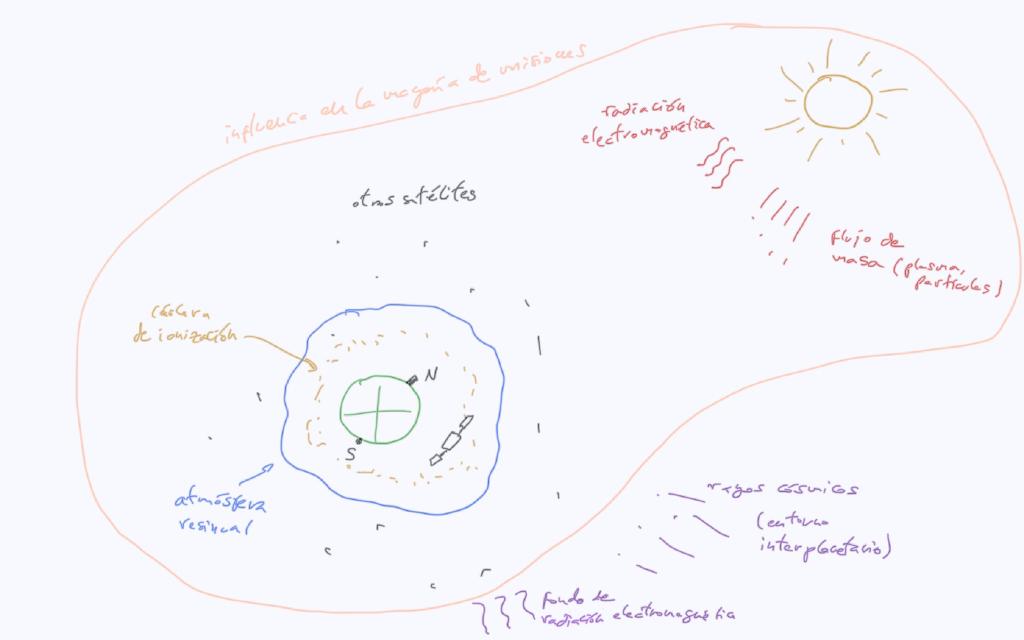 influencia en la mayoría de misiones
radiación
electromagnética
otros satélites
flujo de
masa (plasma,
partículas)
cáscara
de ionización
N
S
atmósfera
residual
rayos cósmicos
(entorno
interplanetario)
fondo de
radiación electromagnética